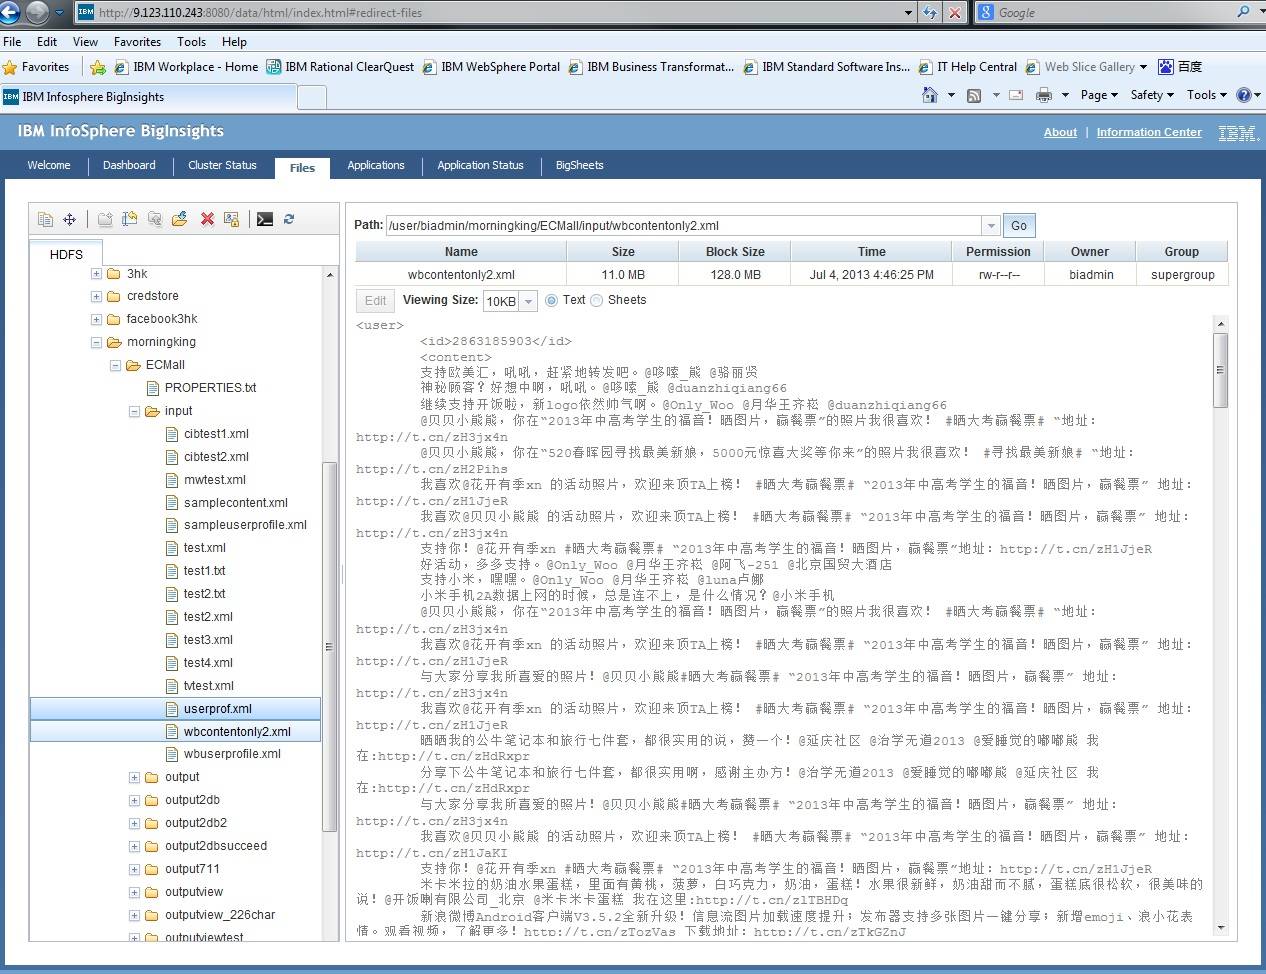 http://9.123.110.243:8080/data/html/index.html#redirect-files
Google
File Edit View Favorites Tools Help
Favorites IBM Workplace - Home IBM Rational ClearQuest IBM WebSphere Portal IBM Business Transformat... IBM Standard Software Ins... IT Help Central Web Slice Gallery 百度
IBM Infosphere BigInsights
Page Safety Tools
IBM InfoSphere BigInsights
About | Information Center IBM
Welcome Dashboard Cluster Status Files Applications Application Status BigSheets
HDFS
3hk
credstore
facebook3hk
morningking
ECMall
PROPERTIES.txt
input
cibtest1.xml
cibtest2.xml
mwtest.xml
samplecontent.xml
sampleuserprofile.xml
test.xml
test1.txt
test2.txt
test2.xml
test3.xml
test4.xml
tvtest.xml
userprof.xml
wbcontentonly2.xml
wbuserprofile.xml
output
output2db
output2db2
output2dbsucceed
output711
outputview
outputview_226char
outputviewtest
Path: /user/biadmin/morningking/ECMall/input/wbcontentonly2.xml Go
Name Size Block Size Time Permission Owner Group
wbcontentonly2.xml 11.0 MB 128.0 MB Jul 4, 2013 4:46:25 PM rw-r--r-- biadmin supergroup
Edit Viewing Size: 10KB Text Sheets
<user>
<id>2863185903</id>
<content>
支持欧美汇，吼吼，赶紧地转发吧。@哆嗦_熊 @骆丽贤
神秘顾客？好想中啊，吼吼。@哆嗦_熊 @duanzhiqiang66
继续支持开饭啦，新logo依然帅气啊。@Only_Woo @月华王齐崧 @duanzhiqiang66
@贝贝小熊熊，你在“2013年中高考学生的福音！晒图片，赢餐票”的照片我很喜欢！ #晒大考赢餐票# “地址：
http://t.cn/zH3jx4n
@贝贝小熊熊，你在“520春晖园寻找最美新娘，5000元惊喜大奖等你来”的照片我很喜欢！ #寻找最美新娘# “地址：
http://t.cn/zH2Pihs
我喜欢@花开有季xn 的活动照片，欢迎来顶TA上榜！ #晒大考赢餐票# “2013年中高考学生的福音！晒图片，赢餐票” 地址：
http://t.cn/zH1JjeR
我喜欢@贝贝小熊熊 的活动照片，欢迎来顶TA上榜！ #晒大考赢餐票# “2013年中高考学生的福音！晒图片，赢餐票” 地址：
http://t.cn/zH3jx4n
支持你！@花开有季xn #晒大考赢餐票# “2013年中高考学生的福音！晒图片，赢餐票”地址：http://t.cn/zH1JjeR
好活动，多多支持。@Only_Woo @月华王齐崧 @阿飞-251 @北京国贸大酒店
支持小米，嘿嘿。@Only_Woo @月华王齐崧 @luna卢娜
小米手机2A数据上网的时候，总是连不上，是什么情况？@小米手机
@贝贝小熊熊，你在“2013年中高考学生的福音！晒图片，赢餐票”的照片我很喜欢！ #晒大考赢餐票# “地址：
http://t.cn/zH3jx4n
我喜欢@花开有季xn 的活动照片，欢迎来顶TA上榜！ #晒大考赢餐票# “2013年中高考学生的福音！晒图片，赢餐票” 地址：
http://t.cn/zH1JjeR
与大家分享我所喜爱的照片！@贝贝小熊熊#晒大考赢餐票# “2013年中高考学生的福音！晒图片，赢餐票” 地址：
http://t.cn/zH3jx4n
我喜欢@花开有季xn 的活动照片，欢迎来顶TA上榜！ #晒大考赢餐票# “2013年中高考学生的福音！晒图片，赢餐票” 地址：
http://t.cn/zH1JjeR
晒晒我的公牛笔记本和旅行七件套，都很实用的说，赞一个！@延庆社区 @治学无道2013 @爱睡觉的嘟嘟熊 我
在:http://t.cn/zHdRxpr
分享下公牛笔记本和旅行七件套，都很实用啊，感谢主办方！@治学无道2013 @爱睡觉的嘟嘟熊 @延庆社区 我
在:http://t.cn/zHdRxpr
与大家分享我所喜爱的照片！@贝贝小熊熊#晒大考赢餐票# “2013年中高考学生的福音！晒图片，赢餐票” 地址：
http://t.cn/zH3jx4n
我喜欢@贝贝小熊熊 的活动照片，欢迎来顶TA上榜！ #晒大考赢餐票# “2013年中高考学生的福音！晒图片，赢餐票” 地址：
http://t.cn/zH1JaKI
支持你！@花开有季xn #晒大考赢餐票# “2013年中高考学生的福音！晒图片，赢餐票”地址：http://t.cn/zH1JjeR
米卡米拉的奶油水果蛋糕，里面有黄桃，菠萝，白巧克力，奶油，蛋糕！水果很新鲜，奶油甜而不腻，蛋糕底很松软，很美味的
说！@开饭喇有限公司_北京 @米卡米卡蛋糕 我在这里:http://t.cn/zlTBHDq
新浪微博Android客户端V3.5.2全新升级！信息流图片加载速度提升；发布器支持多张图片一键分享；新增emoji、浪小花表
情。观看视频，了解更多！http://t.cn/zTozVas 下载地址：http://t.cn/zTkGZnJ